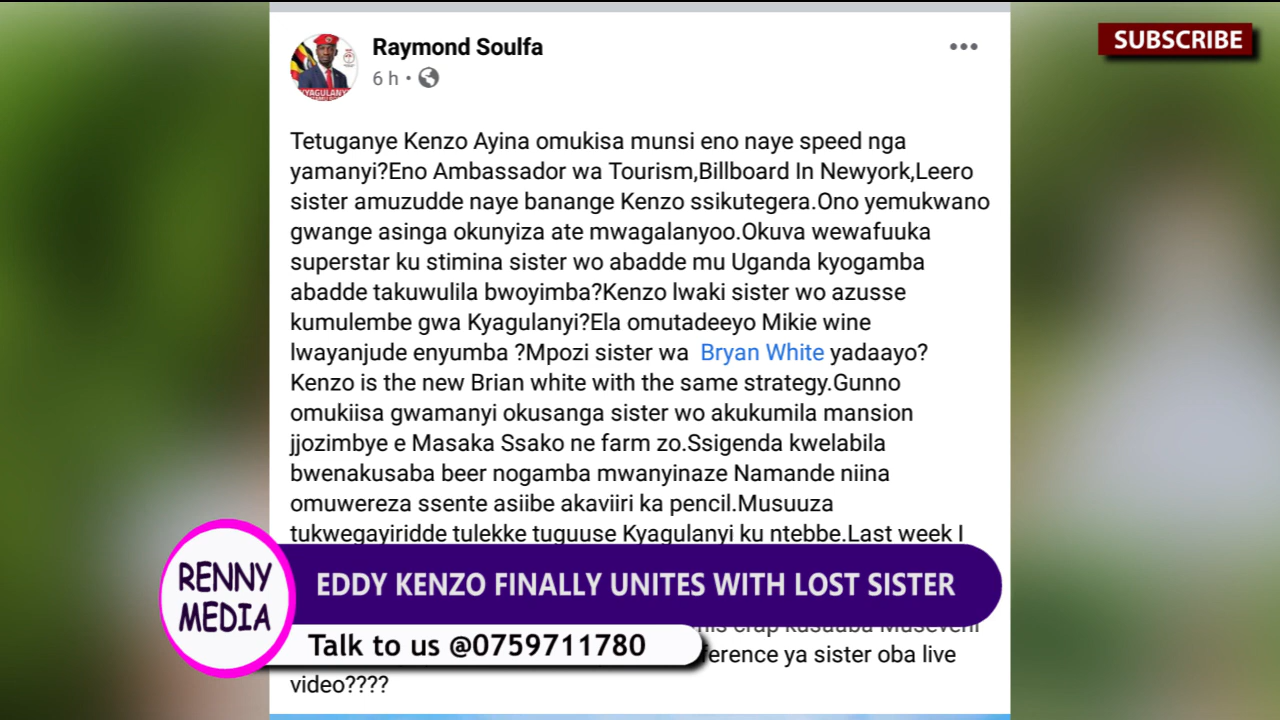 SUBSCRIBE
Raymond Soulfa
6 h
KYAGULANYI
Tetuganye Kenzo Ayina omukisa munsi eno naye speed nga
yamanyi?Eno Ambassador wa Tourism,Billboard In Newyork,Leero
sister amuzudde naye banange Kenzo ssikutegera.Ono yemukwano
gwange asinga okunyiza ate mwagalanyoo.Okuva wewafuuka
superstar ku stimina sister wo abadde mu Uganda kyogamba
abadde takuwulila bwoyimba?Kenzo lwaki sister wo azusse
kumulembe gwa Kyagulanyi?Ela omutadeeyo Mikie wine
lwayanjude enyumba ?Mpozi sister wa Bryan White yadaayo?
Kenzo is the new Brian white with the same strategy.Gunno
omukiisa gwamanyi okusanga sister wo akukumila mansion
jjozimbye e Masaka Ssako ne farm zo.Ssigenda kwelabila
bwenakusaba beer nogamba mwanyinaze Namande niina
omuwereza ssente asiibe akaviiri ka pencil.Musuuza
tukwegayiridde tulekke tuguuse Kyagulanyi ku ntebbe.Last week I
ference ya sister oba live
video????
RENNY
MEDIA
EDDY KENZO FINALLY UNITES WITH LOST SISTER
Talk to us @0759711780